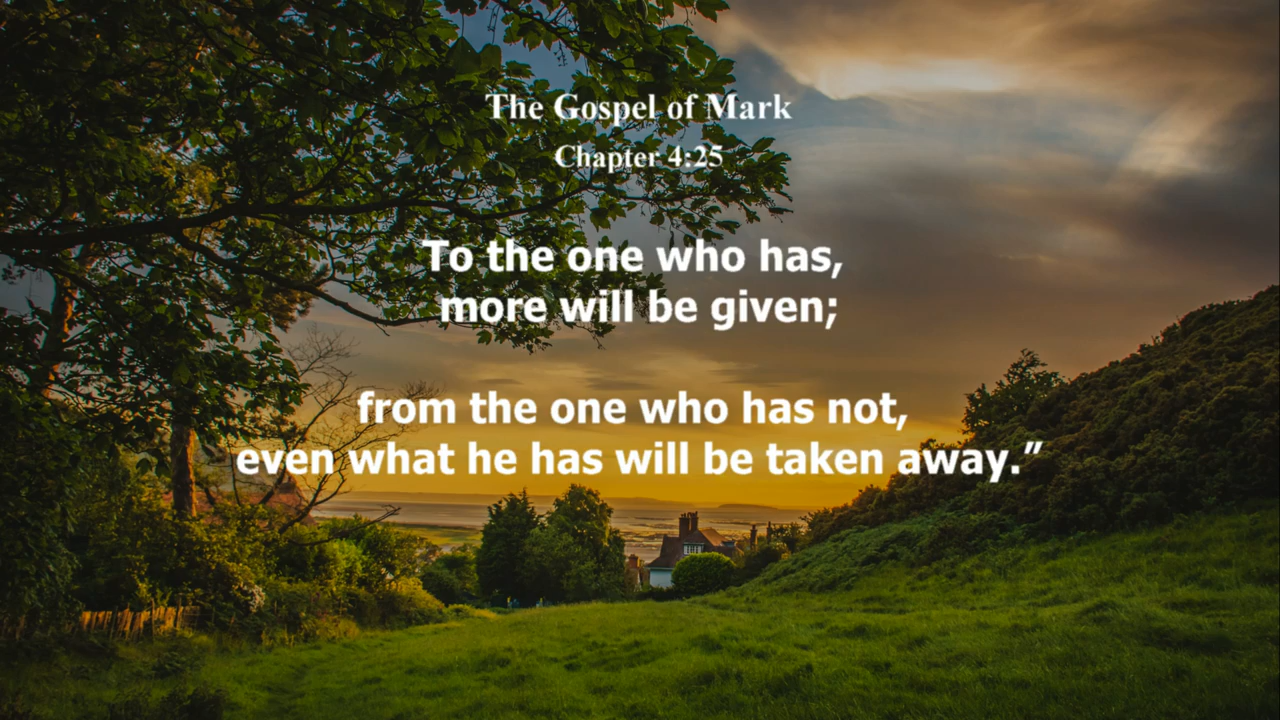 The Gospel of Mark
Chapter 4:25
To the one who has,
more will be given;
from the one who has not,
even what he has will be taken away.”